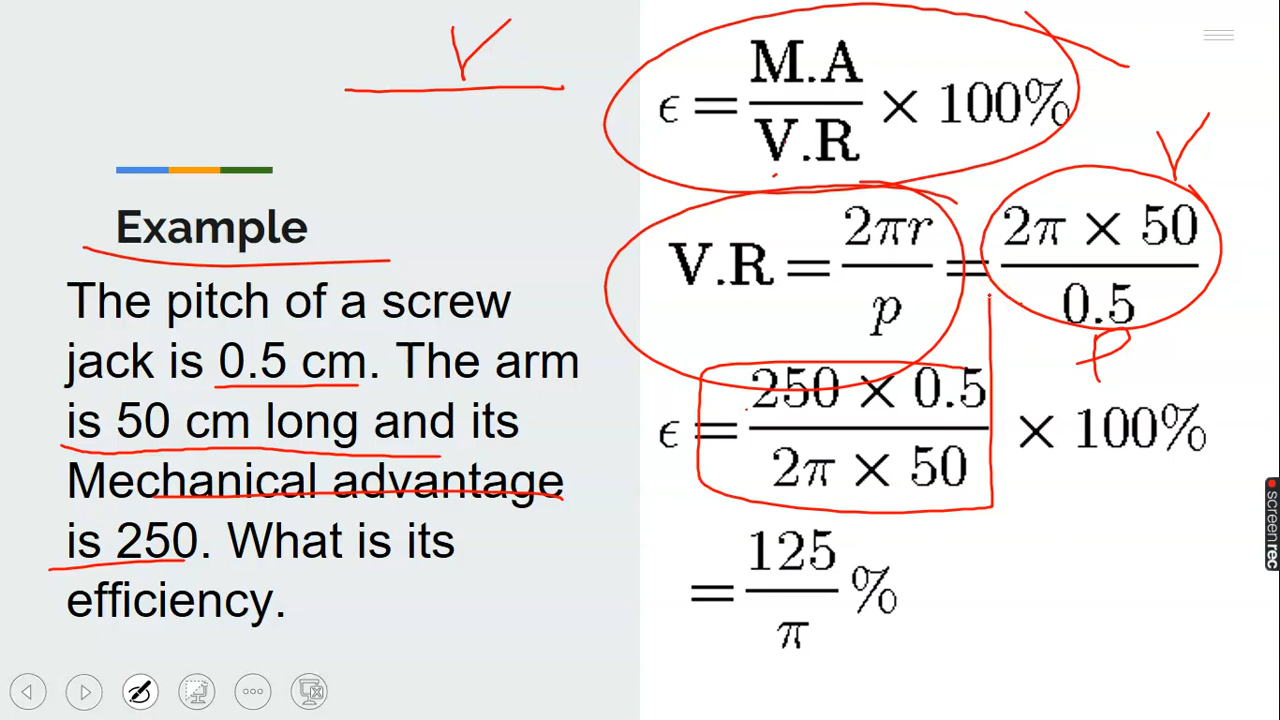 Example
The pitch of a screw
jack is 0.5 cm. The arm
is 50 cm long and its
Mechanical advantage
is 250. What is its
efficiency.
ϵ = M.A / V.R × 100%
V.R = 2πr / p = 2π × 50 / 0.5
p
ϵ = 250 × 0.5 / 2π × 50 × 100%
= 125 / π %
screenrec